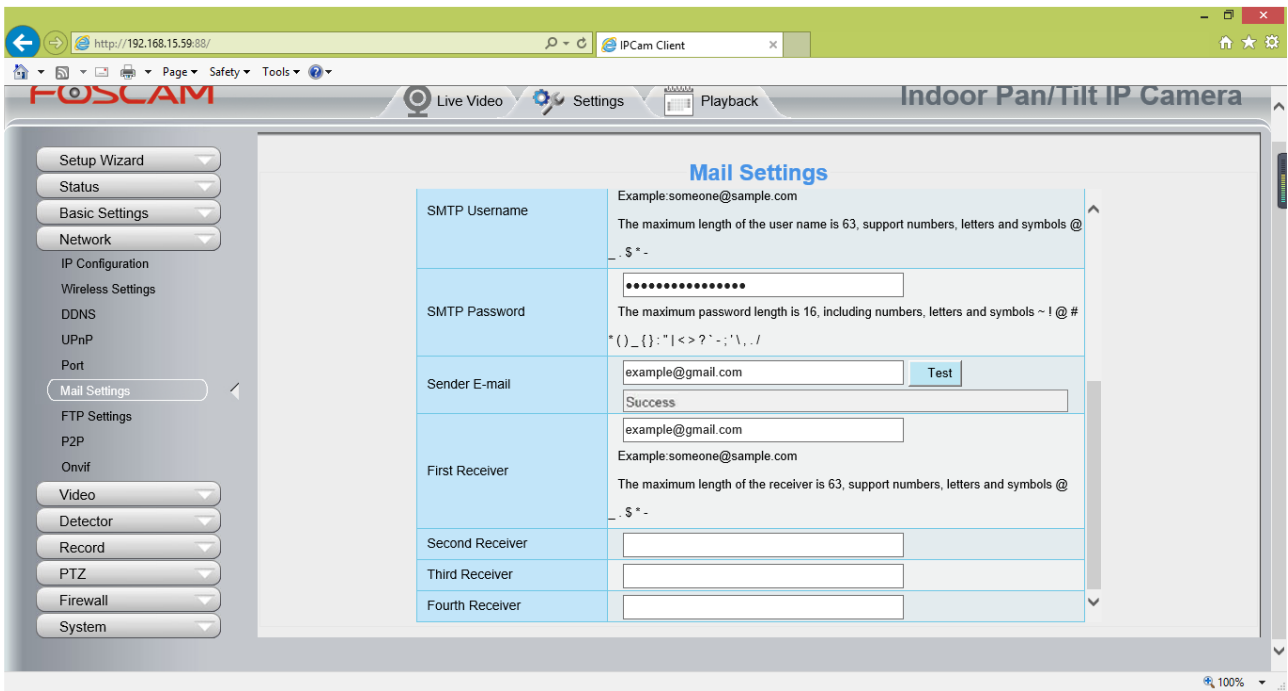 http://192.168.15.59:88/
IPCam Client
Page Safety Tools
FOSCAM
Live Video
Settings
Playback
Indoor Pan/Tilt IP Camera
Setup Wizard
Status
Basic Settings
Network
IP Configuration
Wireless Settings
DDNS
UPnP
Port
Mail Settings
FTP Settings
P2P
Onvif
Video
Detector
Record
PTZ
Firewall
System
Mail Settings
SMTP Username
Example:someone@sample.com
The maximum length of the user name is 63, support numbers, letters and symbols @
_ . $ * -
SMTP Password
••••••••••••••••
The maximum password length is 16, including numbers, letters and symbols ~ ! @ #
* ( ) _ { } : " | < > ? ` - ; ' \ , . /
Sender E-mail
example@gmail.com
Test
Success
First Receiver
example@gmail.com
Example:someone@sample.com
The maximum length of the receiver is 63, support numbers, letters and symbols @
_ . $ * -
Second Receiver
Third Receiver
Fourth Receiver
100%